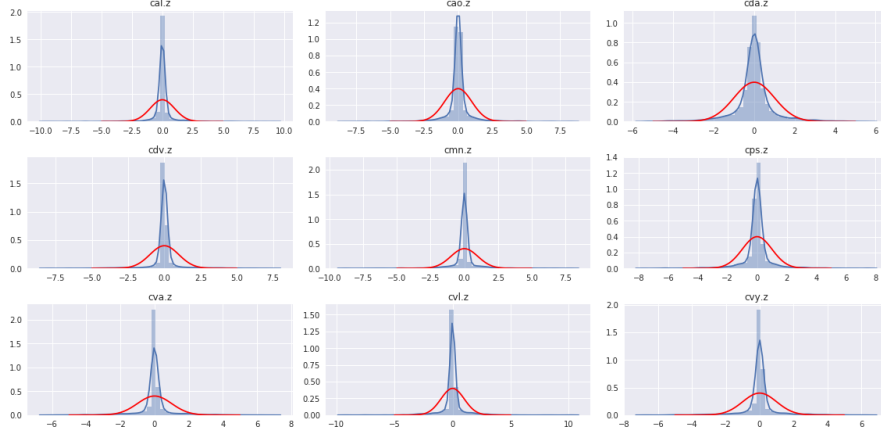 cal.z cao.z cda.z
2.0 1.5 1.0 0.5 0.0
-10.0 -7.5 -5.0 -2.5 0.0 2.5 5.0 7.5 10.0
1.2 1.0 0.8 0.6 0.4 0.2 0.0
-7.5 -5.0 -2.5 0.0 2.5 5.0 7.5
1.0 0.8 0.6 0.4 0.2 0.0
-6 -4 -2 0 2 4 6
cdv.z cmn.z cps.z
1.5 1.0 0.5 0.0
-7.5 -5.0 -2.5 0.0 2.5 5.0 7.5
2.0 1.5 1.0 0.5 0.0
-10.0 -7.5 -5.0 -2.5 0.0 2.5 5.0 7.5
1.4 1.2 1.0 0.8 0.6 0.4 0.2 0.0
-8 -6 -4 -2 0 2 4 6 8
cva.z cvl.z cvy.z
2.0 1.5 1.0 0.5 0.0
-6 -4 -2 0 2 4 6 8
1.50 1.25 1.00 0.75 0.50 0.25 0.00
-10 -5 0 5 10
2.0 1.5 1.0 0.5 0.0
-8 -6 -4 -2 0 2 4 6